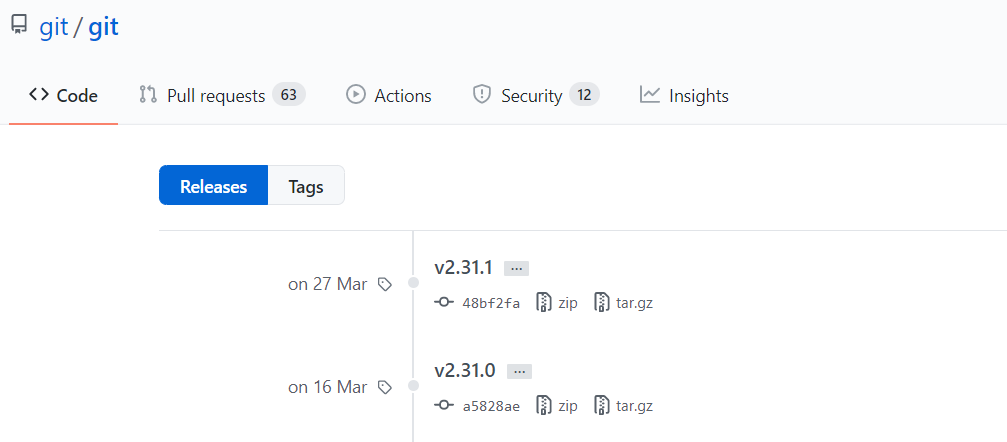 git / git
Code Pull requests 63 Actions Security 12 Insights
Releases Tags
v2.31.1 ...
on 27 Mar
48bf2fa zip tar.gz
v2.31.0 ...
on 16 Mar
a5828ae zip tar.gz